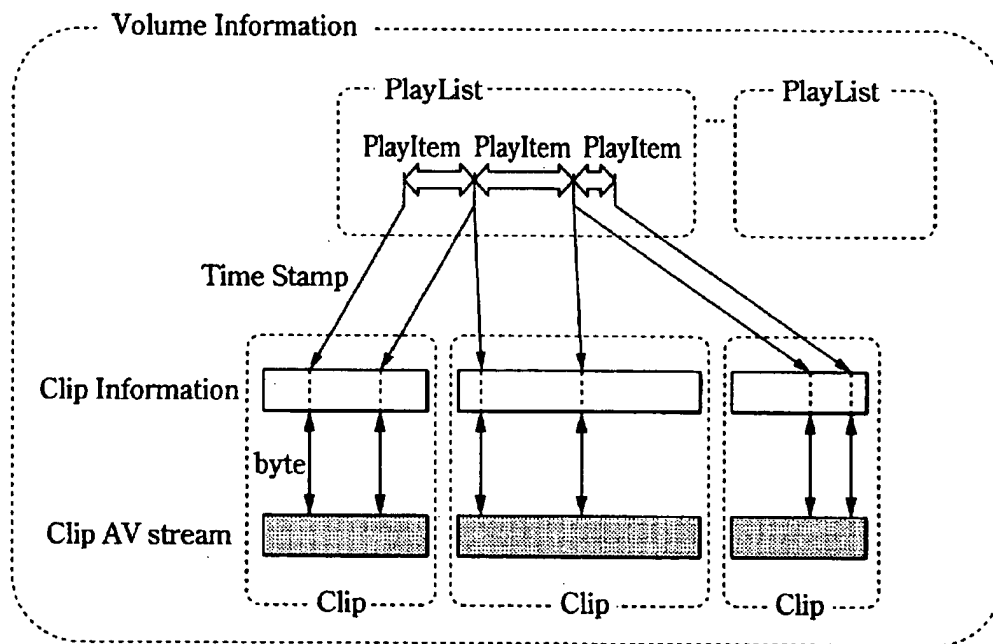 Volume Information
PlayList
PlayList
...
PlayItem PlayItem PlayItem
Time Stamp
Clip Information
byte
Clip AV stream
Clip
Clip
Clip